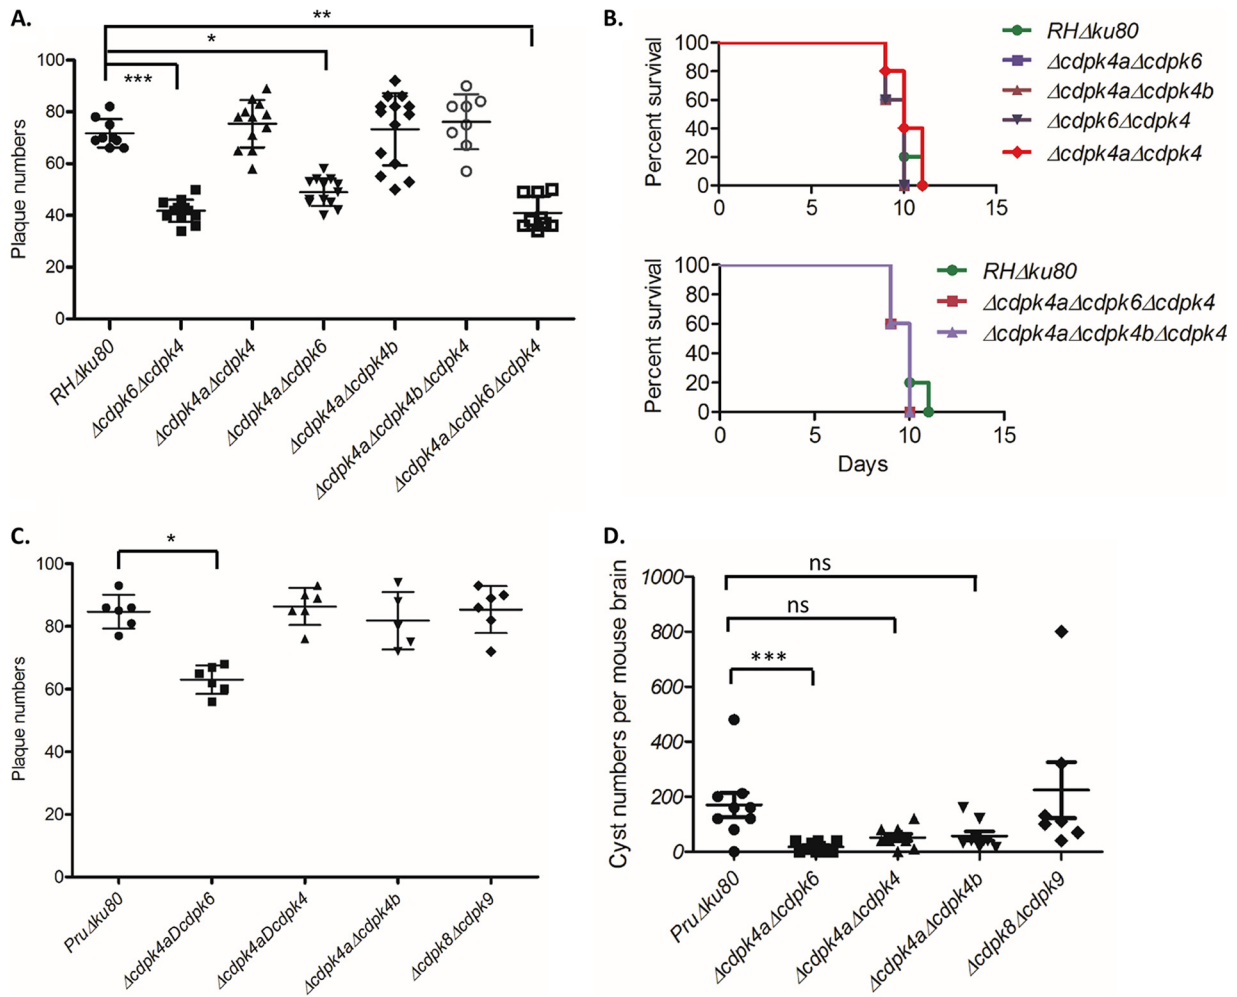 A.
**
*
***
Plaque numbers
100
80
60
40
20
0
RHΔku80
Δcdpk6Δcdpk4
Δcdpk4aΔcdpk4
Δcdpk4aΔcdpk6
Δcdpk4aΔcdpk4b
Δcdpk4aΔcdpk4bΔcdpk4
Δcdpk4aΔcdpk6Δcdpk4
B.
Percent survival
100
80
60
40
20
0
0 5 10 15
RHΔku80
Δcdpk4aΔcdpk6
Δcdpk4aΔcdpk4b
Δcdpk6Δcdpk4
Δcdpk4aΔcdpk4
Percent survival
100
80
60
40
20
0
0 5 10 15
Days
RHΔku80
Δcdpk4aΔcdpk6Δcdpk4
Δcdpk4aΔcdpk4bΔcdpk4
C.
*
Plaque numbers
100
80
60
40
20
0
PruΔku80
Δcdpk4aDcdpk6
Δcdpk4aDcdpk4
Δcdpk4aΔcdpk4b
Δcdpk8Δcdpk9
D.
ns
ns
***
Cyst numbers per mouse brain
1000
800
600
400
200
0
PruΔku80
Δcdpk4aΔcdpk6
Δcdpk4aΔcdpk4
Δcdpk4aΔcdpk4b
Δcdpk8Δcdpk9